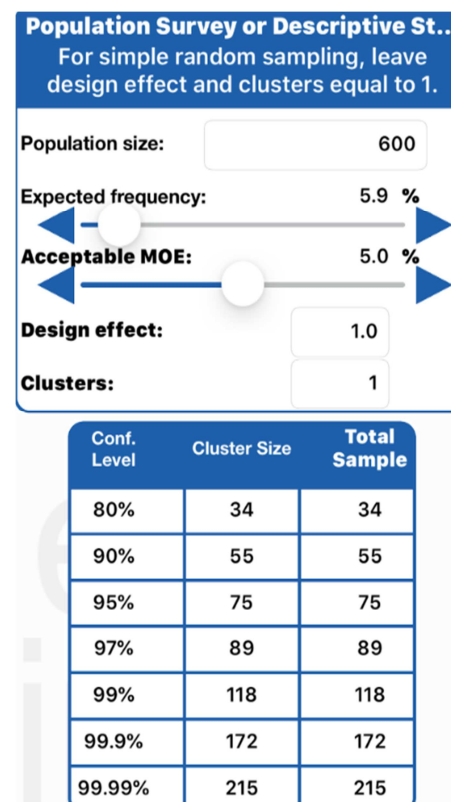 Population Survey or Descriptive St...
For simple random sampling, leave
design effect and clusters equal to 1.
Population size: 600
Expected frequency: 5.9 %
Acceptable MOE: 5.0 %
Design effect: 1.0
Clusters: 1
Conf. Level Cluster Size Total Sample
80% 34 34
90% 55 55
95% 75 75
97% 89 89
99% 118 118
99.9% 172 172
99.99% 215 215